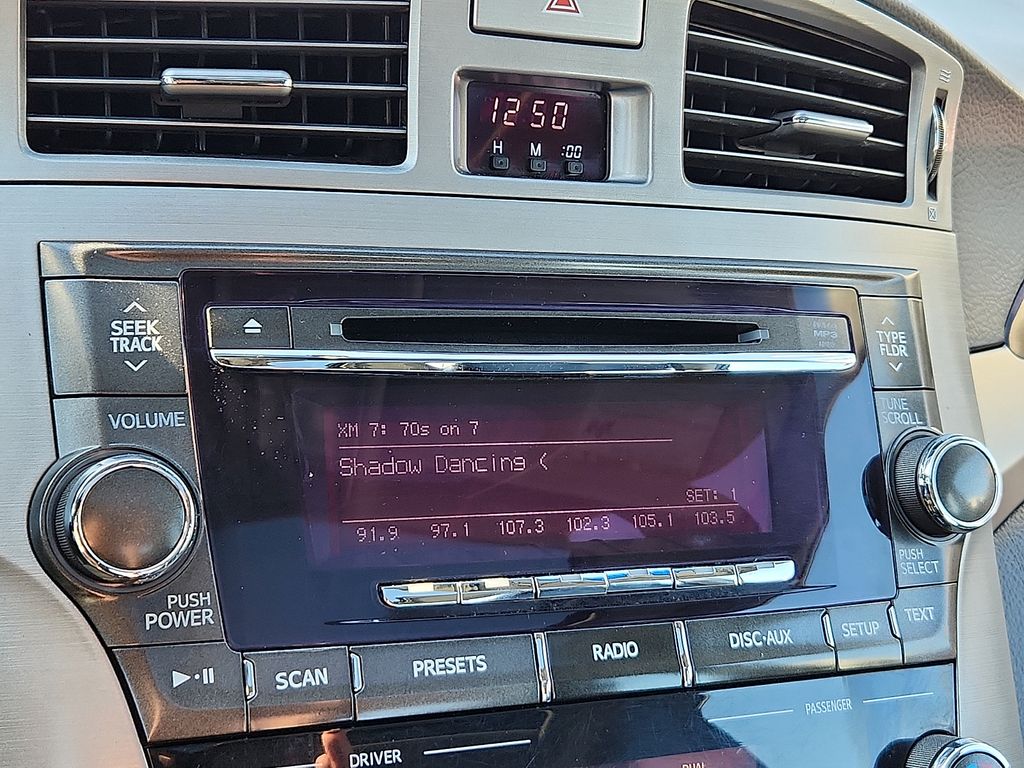 12 50
H M :00
SEEK
TRACK
MP3
TYPE
FLDR
VOLUME
TUNE
SCROLL
XM 7: 70s on 7
Shadow Dancing (
SET: 1
91.9 97.1 107.3 102.3 105.1 103.5
PUSH
POWER
PUSH
SELECT
SCAN
PRESETS
RADIO
DISC·AUX
SETUP
TEXT
DRIVER
PASSENGER
DUAL